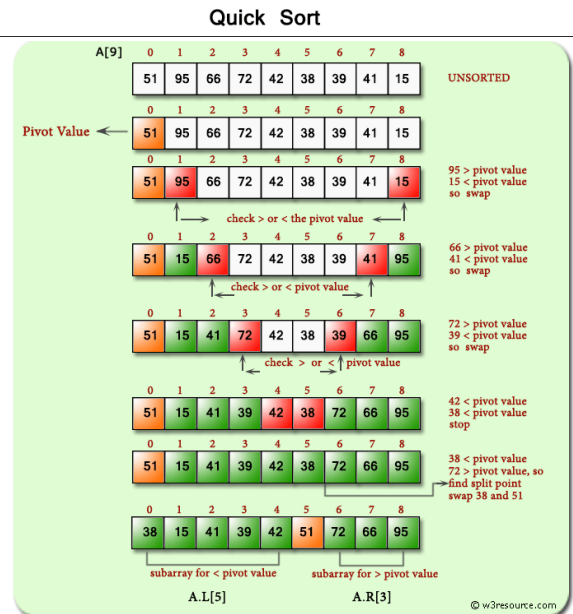 Quick Sort
A[9]
0 1 2 3 4 5 6 7 8
51 95 66 72 42 38 39 41 15
UNSORTED
0 1 2 3 4 5 6 7 8
Pivot Value
51 95 66 72 42 38 39 41 15
0 1 2 3 4 5 6 7 8
51 95 66 72 42 38 39 41 15
95 > pivot value
15 < pivot value
so swap
check > or < the pivot value
0 1 2 3 4 5 6 7 8
51 15 66 72 42 38 39 41 95
66 > pivot value
41 < pivot value
so swap
check > or < pivot value
0 1 2 3 4 5 6 7 8
51 15 41 72 42 38 39 66 95
72 > pivot value
39 < pivot value
so swap
check > or < pivot value
0 1 2 3 4 5 6 7 8
51 15 41 39 42 38 72 66 95
42 < pivot value
38 < pivot value
stop
0 1 2 3 4 5 6 7 8
51 15 41 39 42 38 72 66 95
38 < pivot value
72 > pivot value, so
find split point
swap 38 and 51
0 1 2 3 4 5 6 7 8
38 15 41 39 42 51 72 66 95
subarray for < pivot value
subarray for > pivot value
A.L[5]
A.R[3]
© w3resource.com